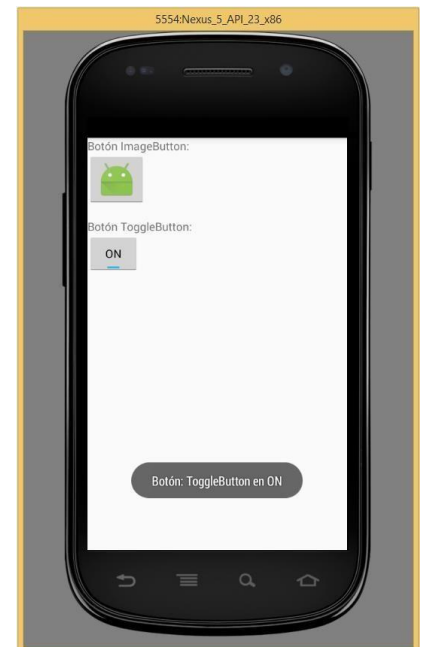 5554:Nexus_5_API_23_x86
Botón ImageButton:
Botón ToggleButton:
ON
Botón: ToggleButton en ON